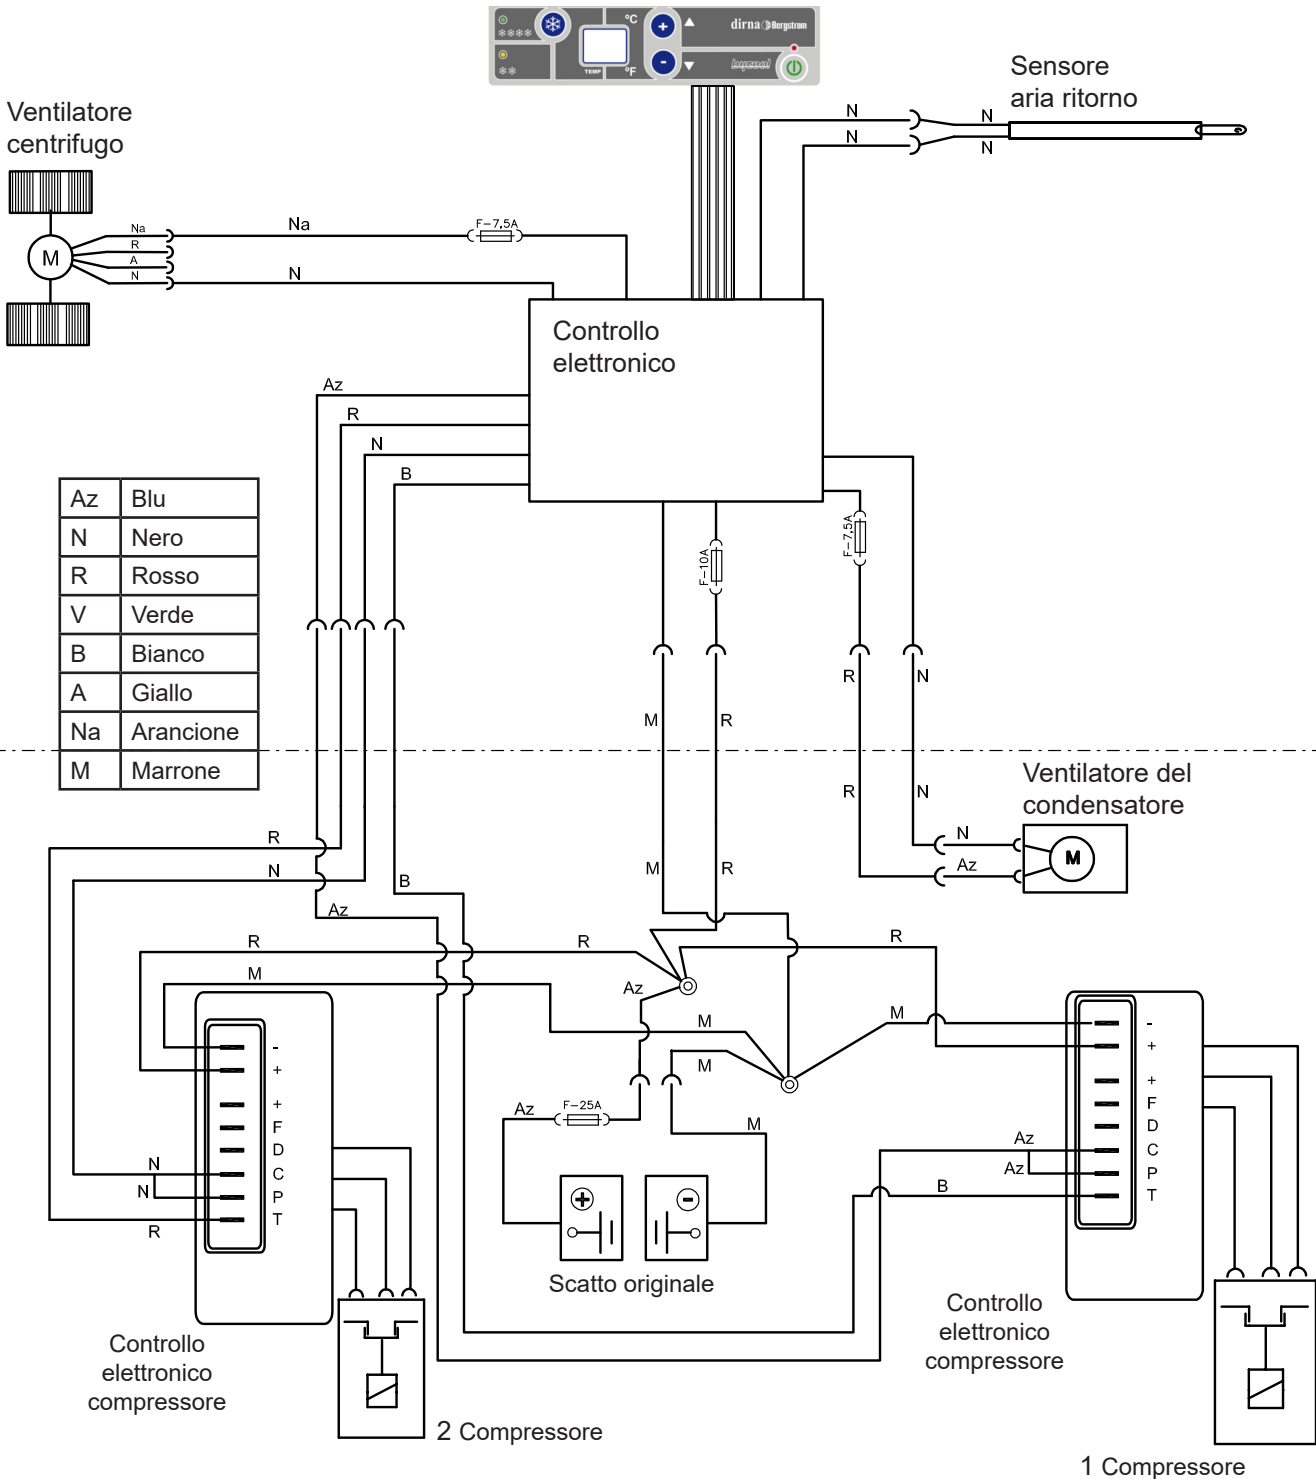 °C
°F
TEMP
+
-
dirna Bergstrom
bycool
Sensore
aria ritorno
N
N
N
N
Ventilatore
centrifugo
M
Na
R
A
N
Na
F-7,5A
N
Controllo
elettronico
Az
R
N
B
Az Blu
N Nero
R Rosso
V Verde
B Bianco
A Giallo
Na Arancione
M Marrone
F-10A
F-7,5A
R
N
M
R
R
N
Ventilatore del
condensatore
N
Az
M
R
N
B
Az
M
R
R
M
R
Az
M
M
R
M
Az
F-25A
M
-
+
+
F
D
C
P
T
N
N
R
-
+
+
F
D
C
P
T
Az
Az
B
+
-
Scatto originale
Controllo
elettronico
compressore
2 Compressore
Controllo
elettronico
compressore
1 Compressore